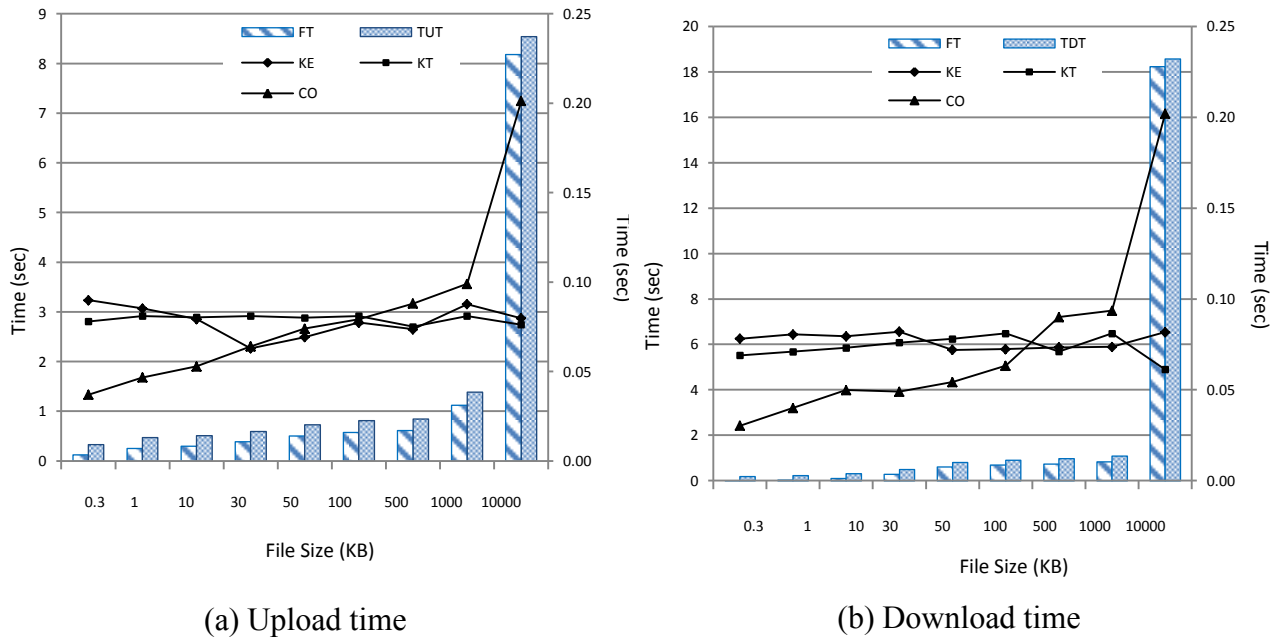 9
8
7
6
5
4
3
2
1
0
0.25
0.20
0.15
0.10
0.05
0.00
FT TUT
KE KT
CO
Time (sec)
Time (sec)
0.3 1 10 30 50 100 500 1000 10000
File Size (KB)
(a) Upload time
20
18
16
14
12
10
8
6
4
2
0
0.25
0.20
0.15
0.10
0.05
0.00
FT TDT
KE KT
CO
Time (sec)
Time (sec)
0.3 1 10 30 50 100 500 1000 10000
File Size (KB)
(b) Download time